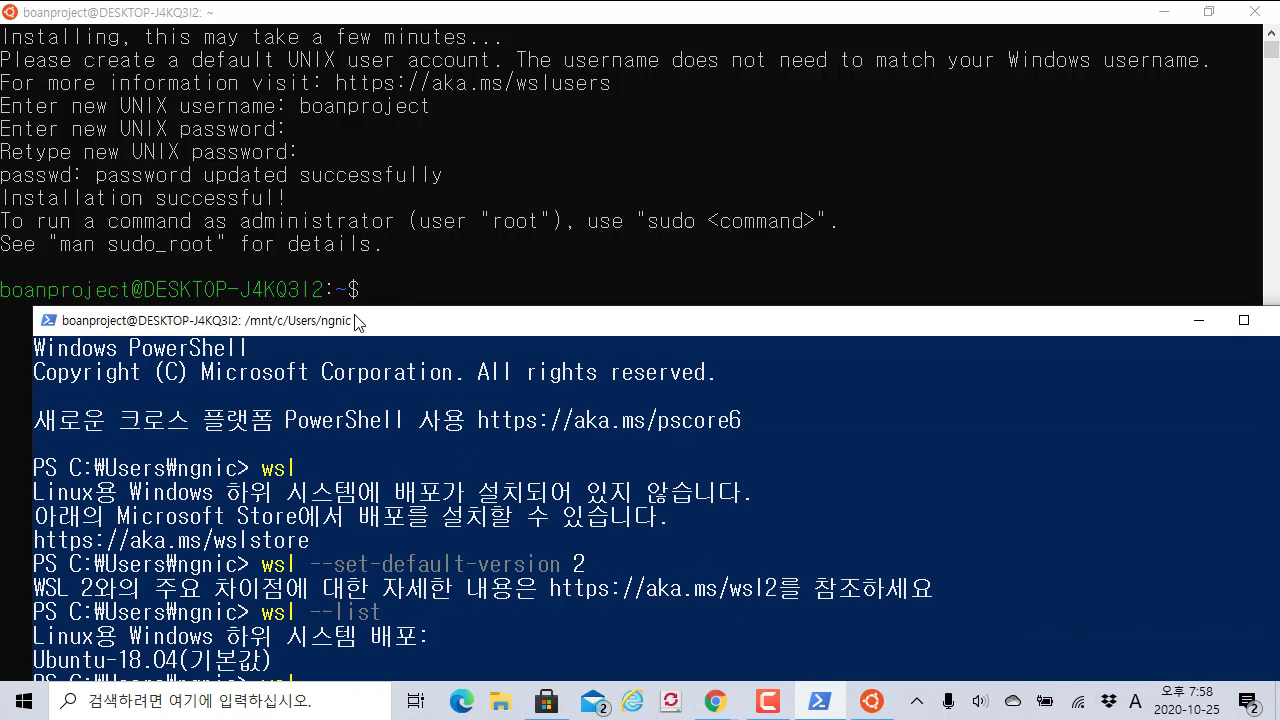 boanproject@DESKTOP-J4KQ3I2: ~
Installing, this may take a few minutes...
Please create a default UNIX user account. The username does not need to match your Windows username.
For more information visit: https://aka.ms/wslusers
Enter new UNIX username: boanproject
Enter new UNIX password:
Retype new UNIX password:
passwd: password updated successfully
Installation successful!
To run a command as administrator (user "root"), use "sudo <command>".
See "man sudo_root" for details.
boanproject@DESKTOP-J4KQ3I2:~$
boanproject@DESKTOP-J4KQ3I2: /mnt/c/Users/ngnic
Windows PowerShell
Copyright (C) Microsoft Corporation. All rights reserved.
새로운 크로스 플랫폼 PowerShell 사용 https://aka.ms/pscore6
PS C:₩Users₩ngnic> wsl
Linux용 Windows 하위 시스템에 배포가 설치되어 있지 않습니다.
아래의 Microsoft Store에서 배포를 설치할 수 있습니다.
https://aka.ms/wslstore
PS C:₩Users₩ngnic> wsl --set-default-version 2
WSL 2와의 주요 차이점에 대한 자세한 내용은 https://aka.ms/wsl2를 참조하세요
PS C:₩Users₩ngnic> wsl --list
Linux용 Windows 하위 시스템 배포:
Ubuntu-18.04(기본값)
PS C:₩Users₩ngnic> wsl
검색하려면 여기에 입력하십시오.
2
A
오후 7:58
2020-10-25
2